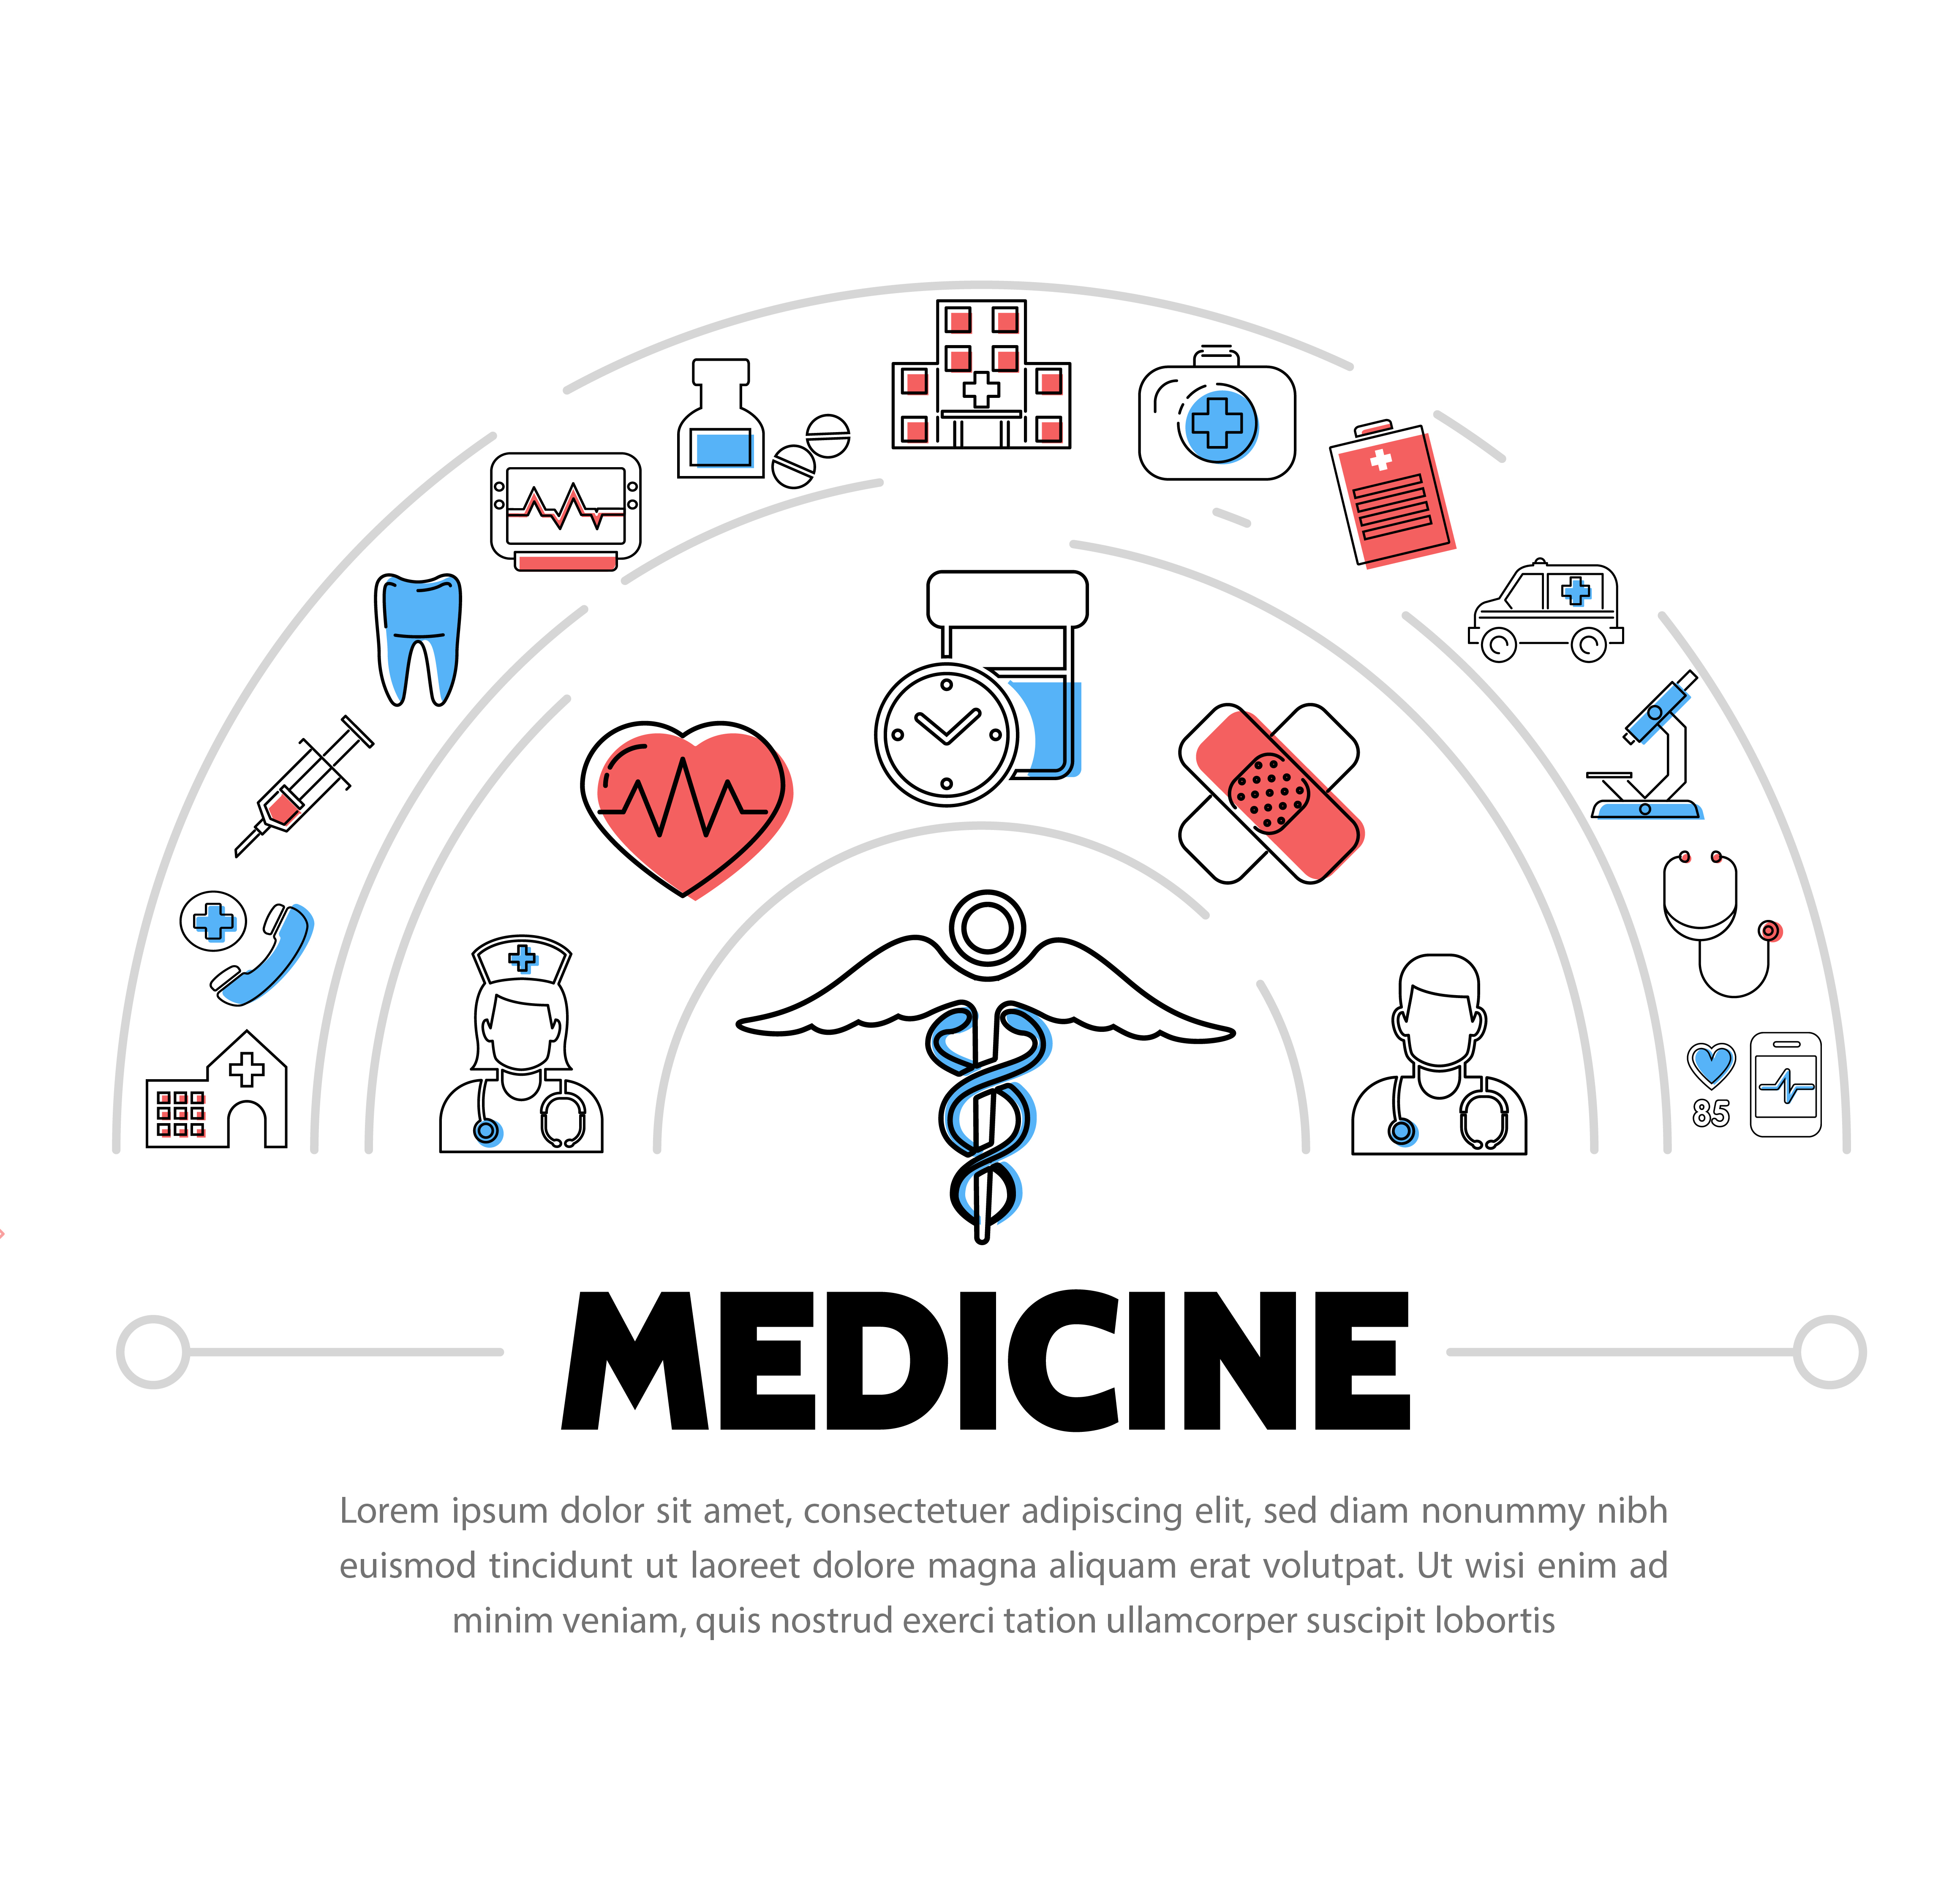 85
MEDICINE
Lorem ipsum dolor sit amet, consectetuer adipiscing elit, sed diam nonummy nibh
euismod tincidunt ut laoreet dolore magna aliquam erat volutpat. Ut wisi enim ad
minim veniam, quis nostrud exerci tation ullamcorper suscipit lobortis